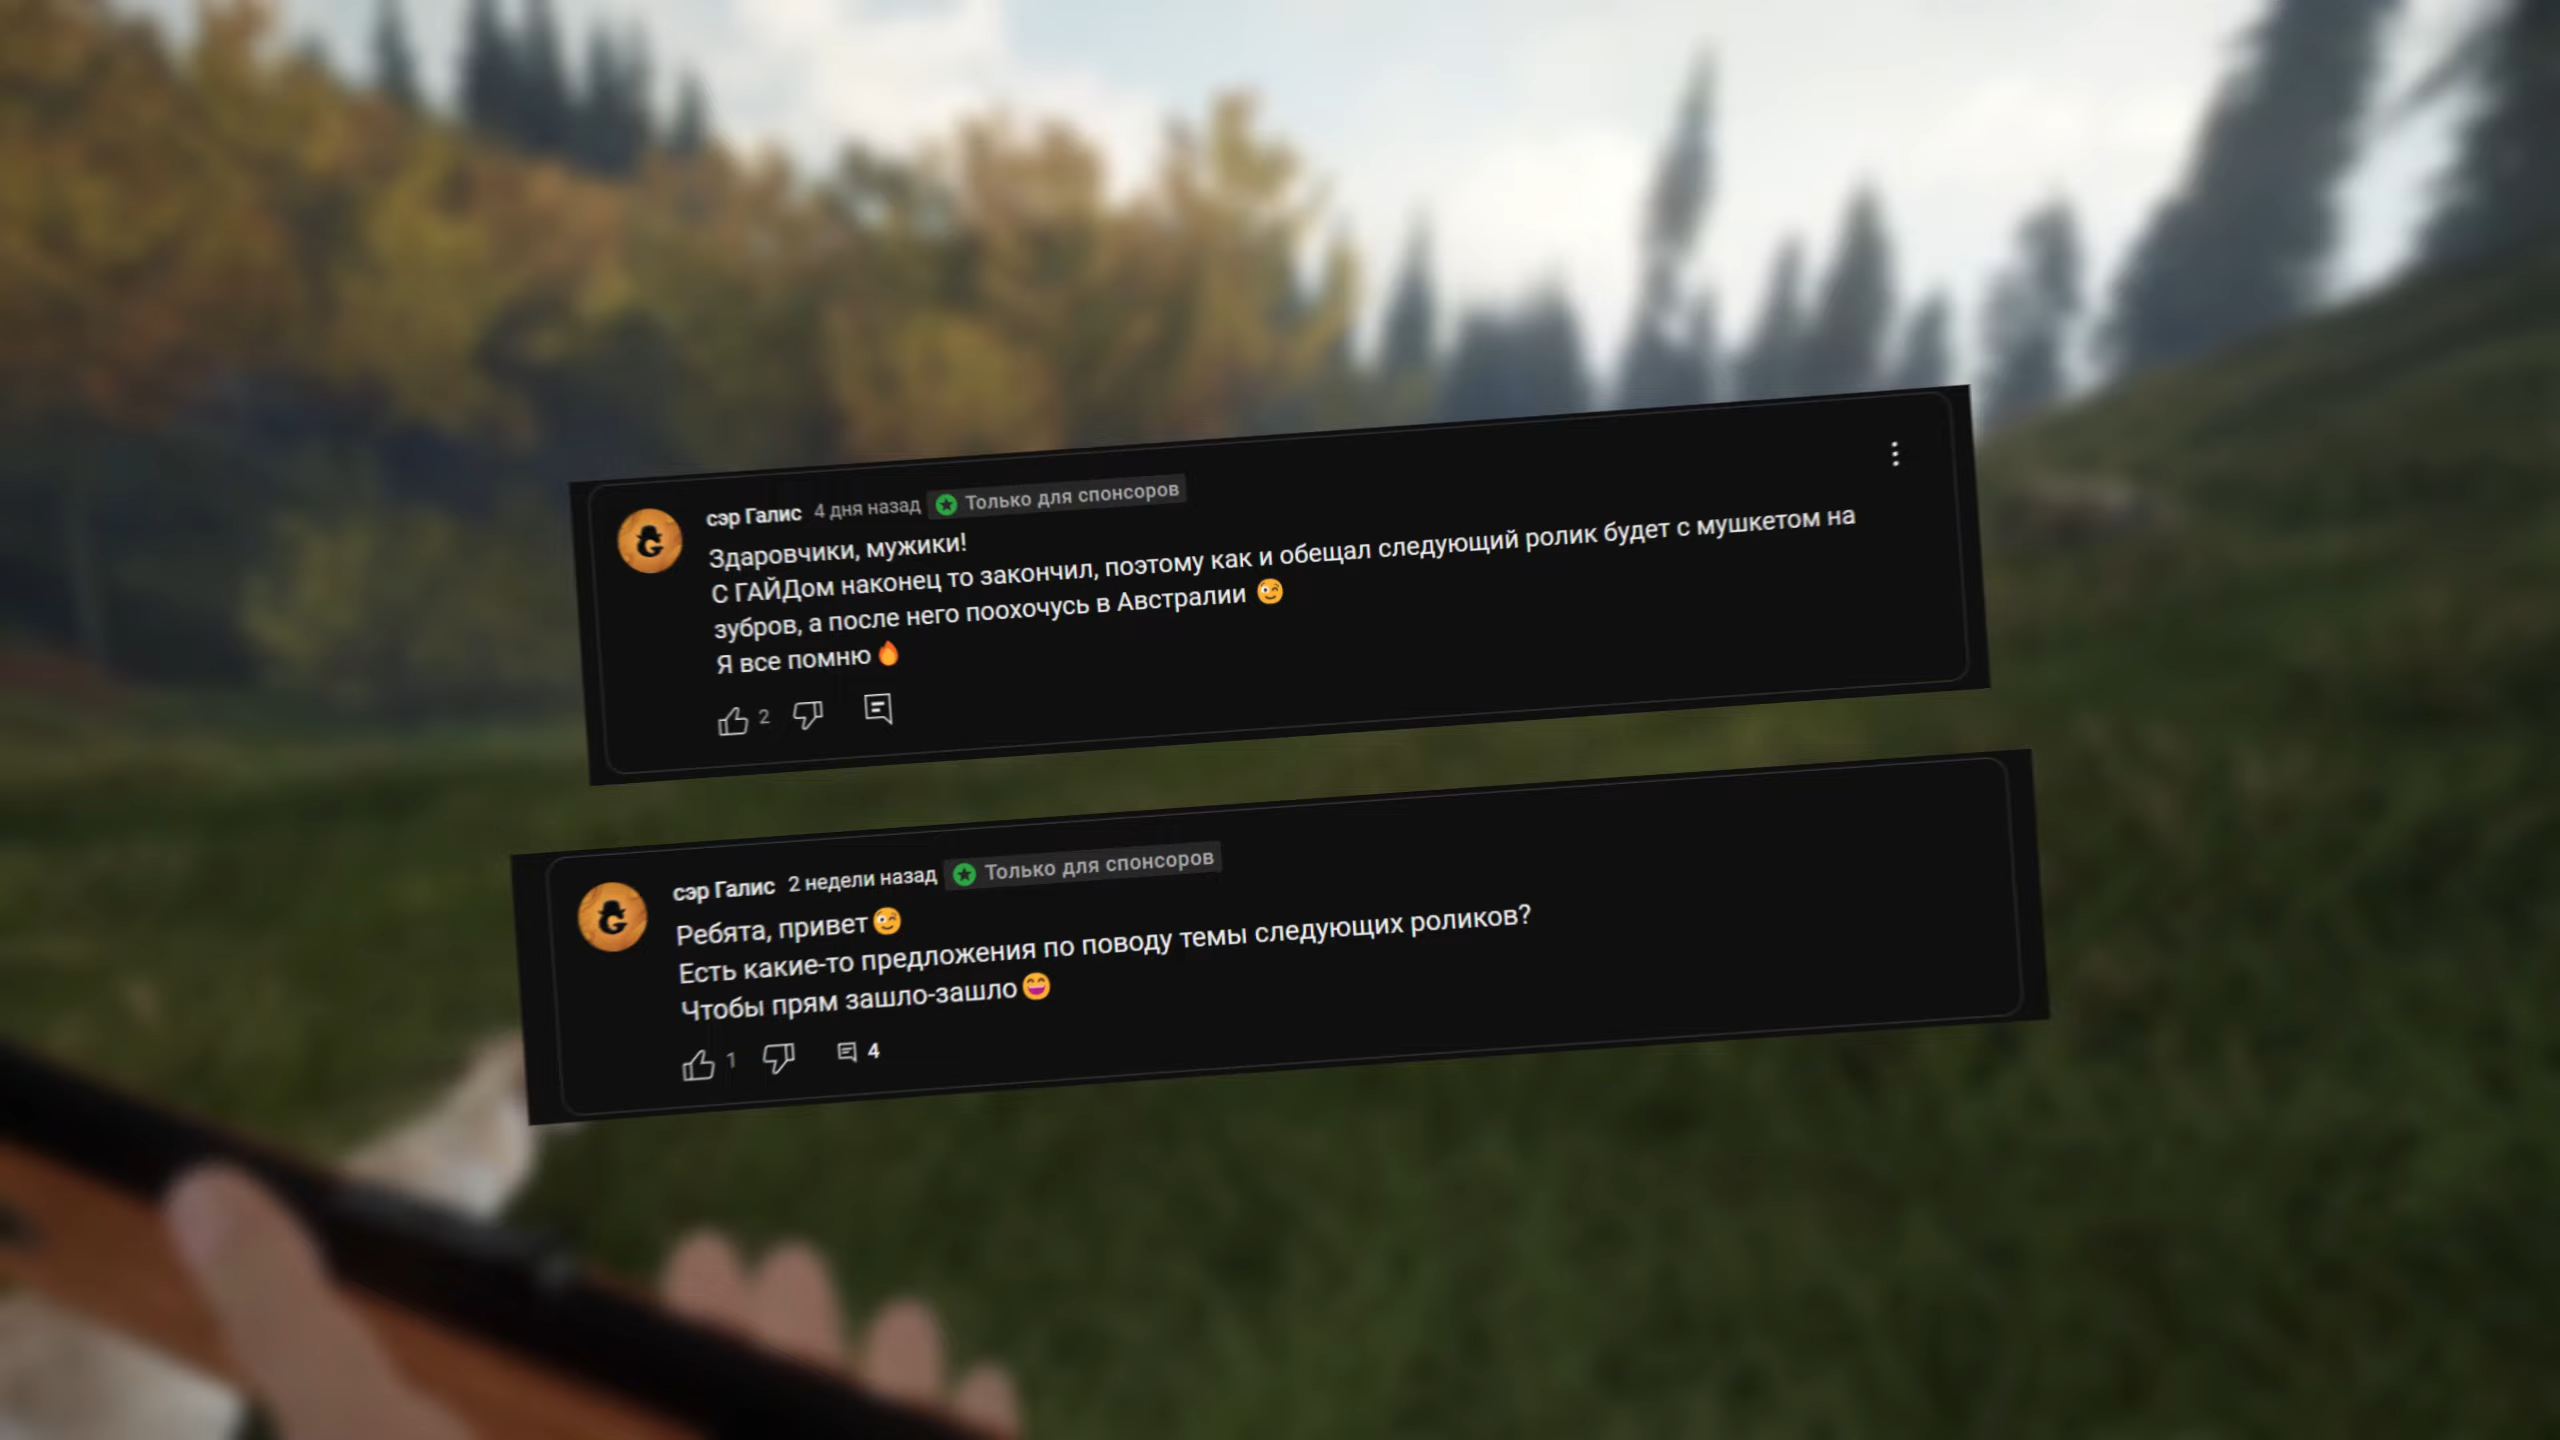 сэр Галис 4 дня назад Только для спонсоров
Здаровчики, мужики!
С ГАЙДом наконец то закончил, поэтому как и обещал следующий ролик будет с мушкетом на
зубров, а после него поохочусь в Австралии 😉
Я все помню🔥
2
сэр Галис 2 недели назад Только для спонсоров
Ребята, привет😉
Есть какие-то предложения по поводу темы следующих роликов?
Чтобы прям зашло-зашло😄
1 4